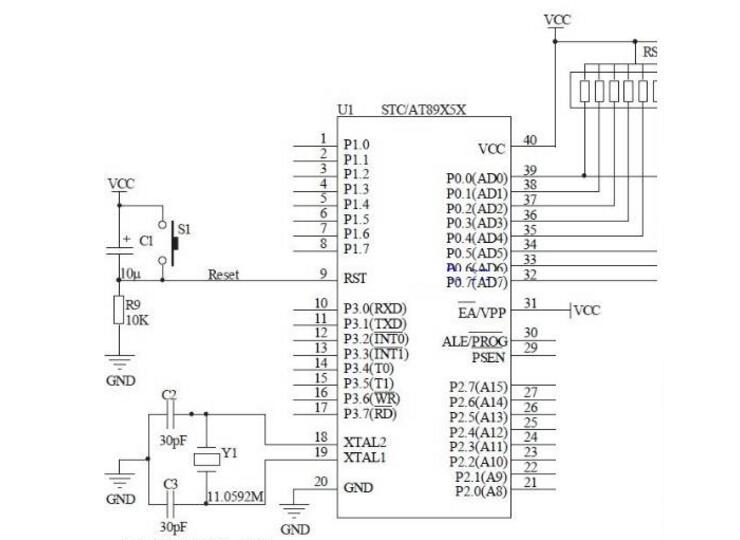 VCC
RS
U1 STC/AT89X5X
1 P1.0
2 P1.1
3 P1.2
4 P1.3
5 P1.4
6 P1.5
7 P1.6
8 P1.7
9 RST
10 P3.0(RXD)
11 P3.1(TXD)
12 P3.2(INT0)
13 P3.3(INT1)
14 P3.4(T0)
15 P3.5(T1)
16 P3.6(WR)
17 P3.7(RD)
18 XTAL2
19 XTAL1
20 GND
GND
VCC 40
P0.0(AD0) 39
P0.1(AD1) 38
P0.2(AD2) 37
P0.3(AD3) 36
P0.4(AD4) 35
P0.5(AD5) 34
P0.6(AD6) 33
P0.7(AD7) 32
EA/VPP 31 VCC
ALE/PROG 30
PSEN 29
P2.7(A15)
P2.6(A14) 27
P2.5(A13) 26
P2.4(A12) 25
P2.3(A11) 24
P2.2(A10) 23
P2.1(A9) 22
P2.0(A8) 21
VCC
+ C1
S1
10μ
Reset
R9
10K
GND
C2
30pF
Y1
GND
C3
11.0592M
30pF